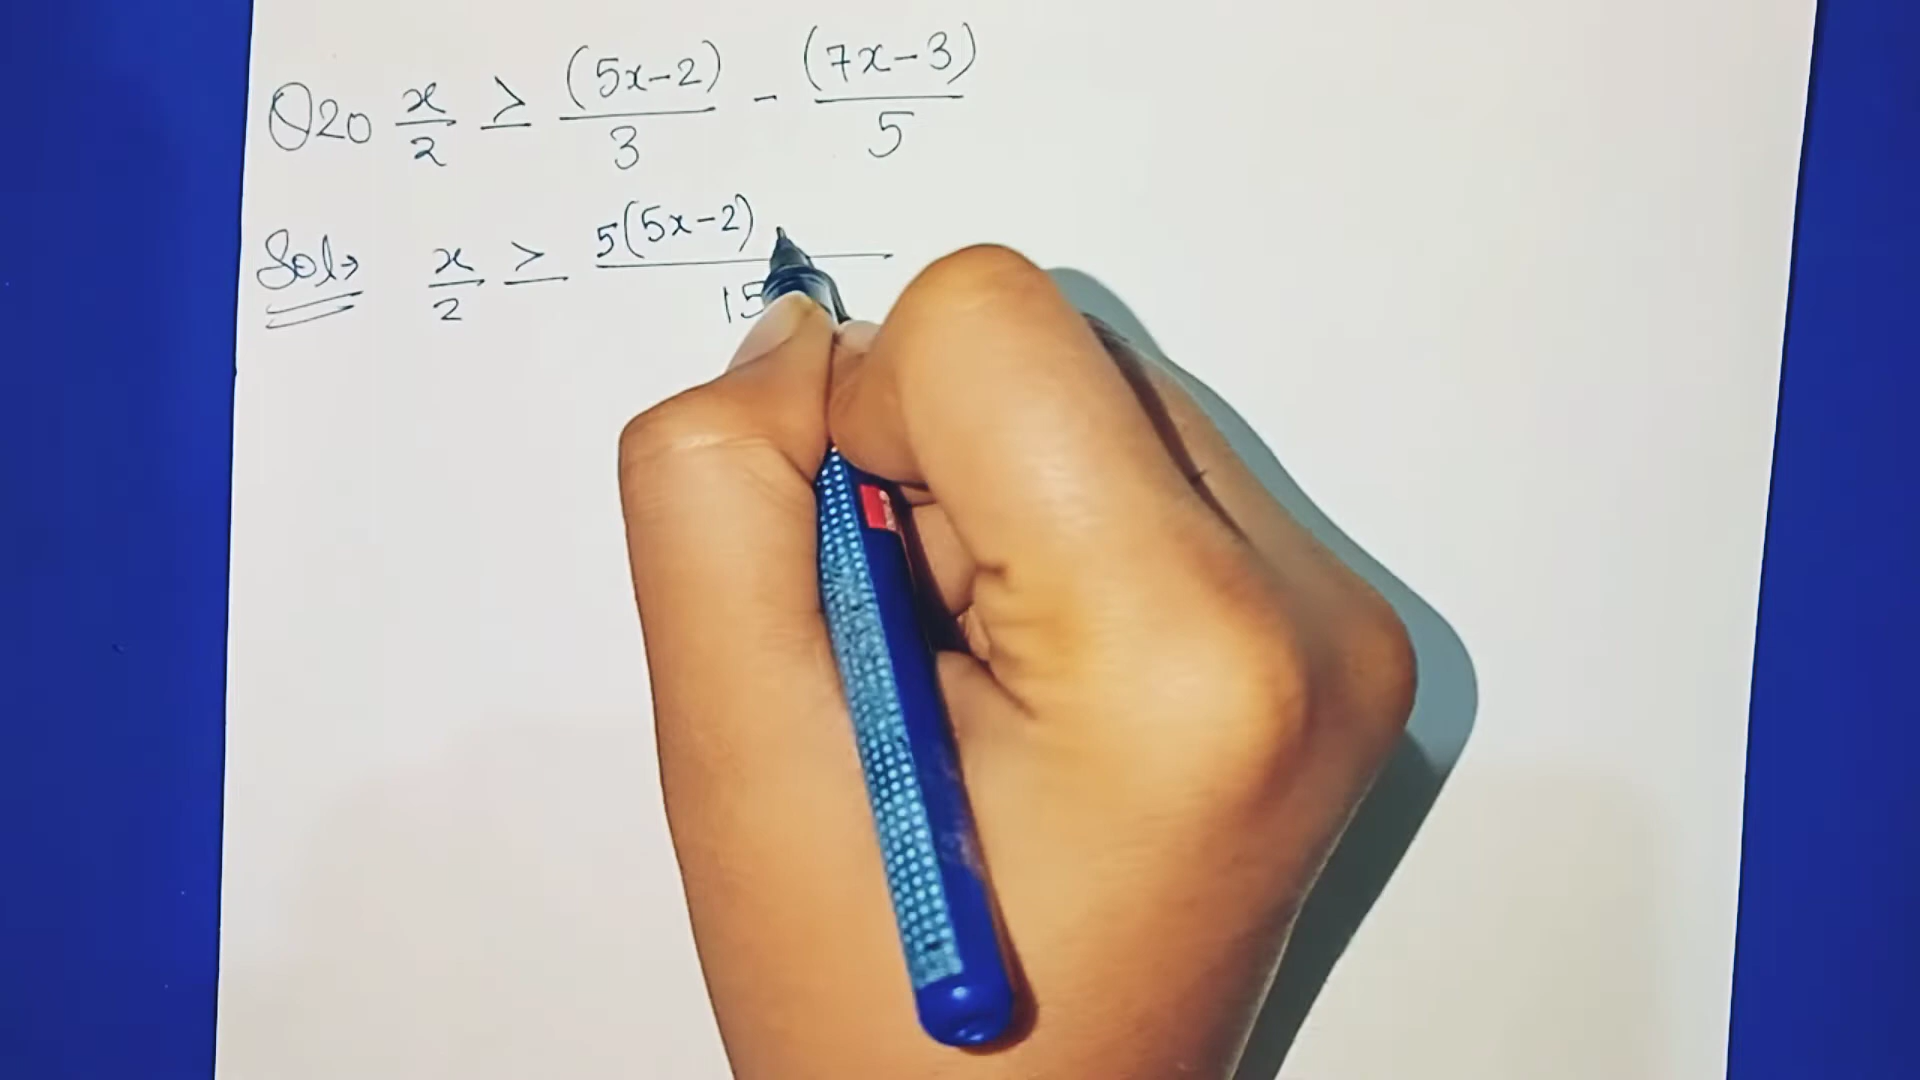 Q20 x/2 ≥ (5x-2)/3 - (7x-3)/5
Sol→ x/2 ≥ 5(5x-2)/15